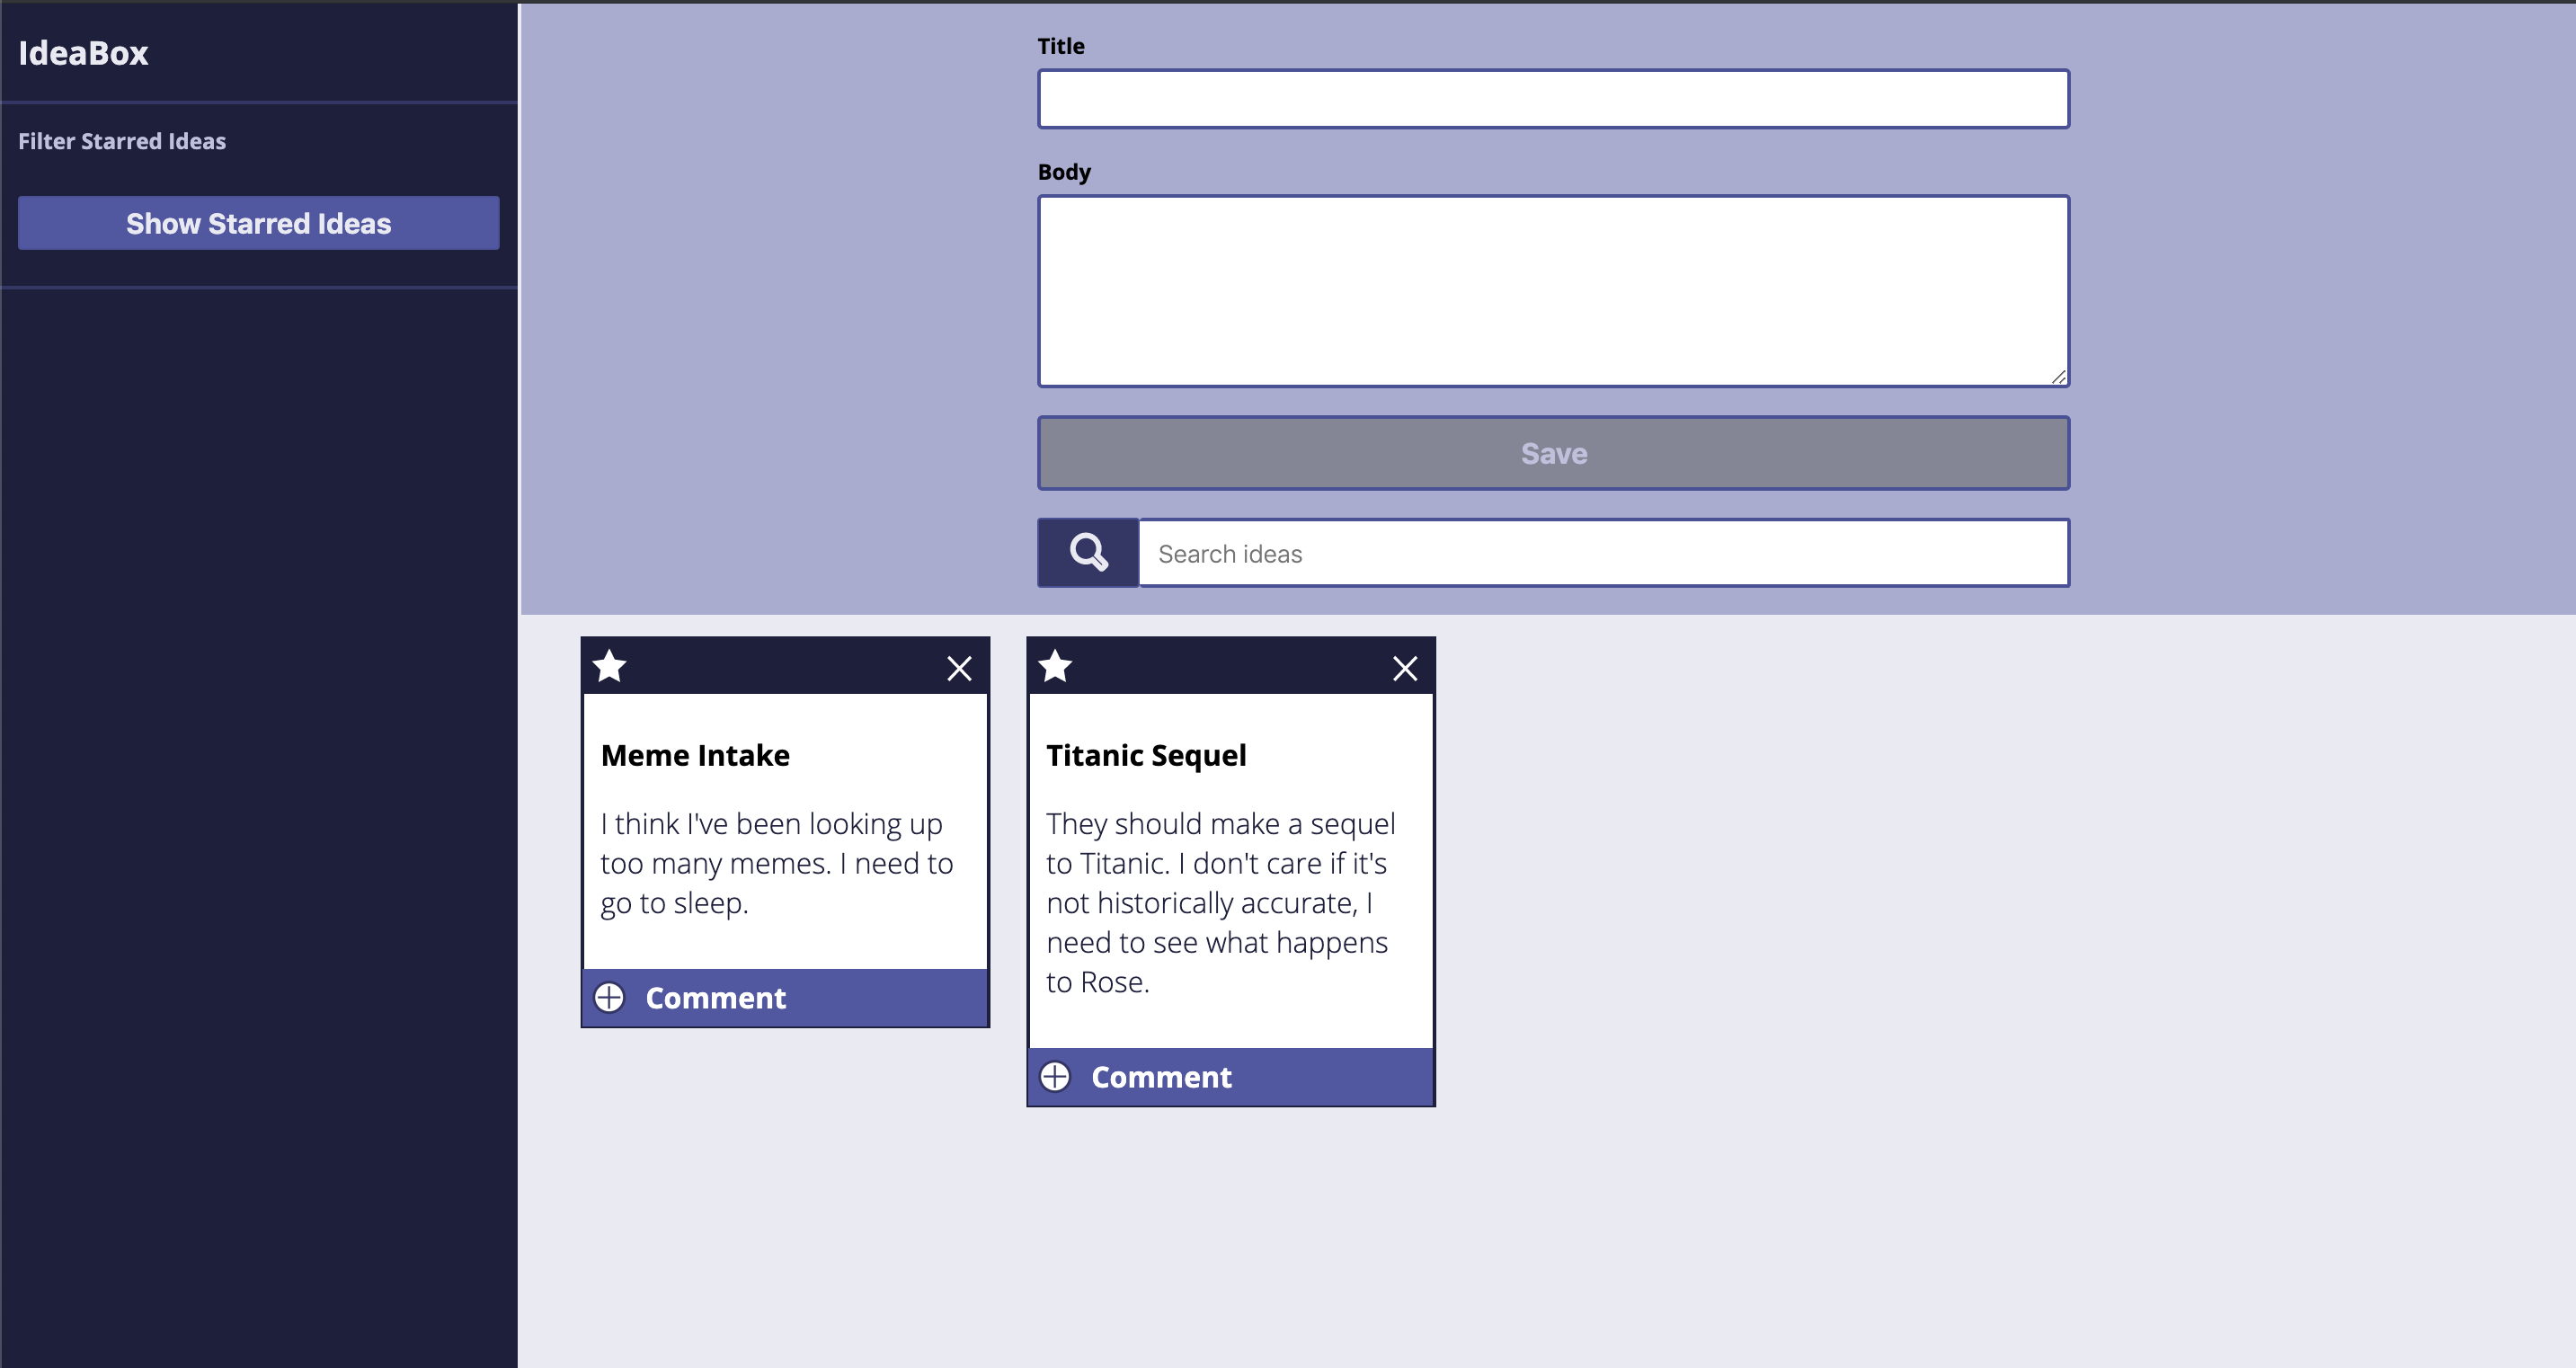 IdeaBox
Filter Starred Ideas
Show Starred Ideas
Title
Body
Save
Search ideas
Meme Intake
I think I've been looking up
too many memes. I need to
go to sleep.
Comment
Titanic Sequel
They should make a sequel
to Titanic. I don't care if it's
not historically accurate, I
need to see what happens
to Rose.
Comment